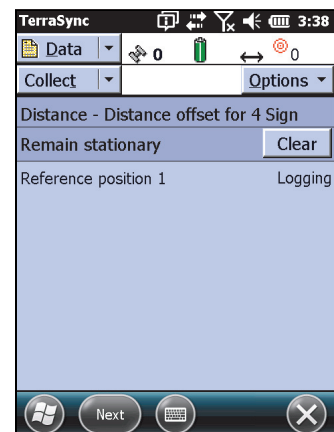 TerraSync 3:38
Data 0 0
Collect Options
Distance - Distance offset for 4 Sign
Remain stationary Clear
Reference position 1 Logging
Next